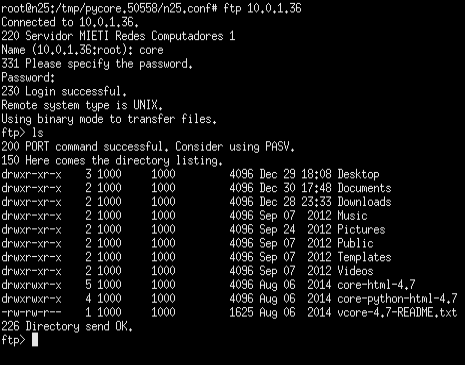 root@n25:/tmp/pycore.50558/n25.conf# ftp 10.0.1.36
Connected to 10.0.1.36.
220 Servidor MIETI Redes Computadores 1
Name (10.0.1.36:root): core
331 Please specify the password.
Password:
230 Login successful.
Remote system type is UNIX.
Using binary mode to transfer files.
ftp> ls
200 PORT command successful. Consider using PASV.
150 Here comes the directory listing.
drwxr-xr-x    3 1000     1000         4096 Dec 29 18:08 Desktop
drwxr-xr-x    2 1000     1000         4096 Dec 30 17:48 Documents
drwxr-xr-x    2 1000     1000         4096 Dec 28 23:33 Downloads
drwxr-xr-x    2 1000     1000         4096 Sep 07  2012 Music
drwxr-xr-x    2 1000     1000         4096 Sep 24  2012 Pictures
drwxr-xr-x    2 1000     1000         4096 Sep 07  2012 Public
drwxr-xr-x    2 1000     1000         4096 Sep 07  2012 Templates
drwxr-xr-x    2 1000     1000         4096 Sep 07  2012 Videos
drwxrwxr-x    5 1000     1000         4096 Aug 06  2014 core-html-4.7
drwxrwxr-x    4 1000     1000         4096 Aug 06  2014 core-python-html-4.7
-rw-rw-r--    1 1000     1000         1625 Aug 06  2014 vcore-4.7-README.txt
226 Directory send OK.
ftp>